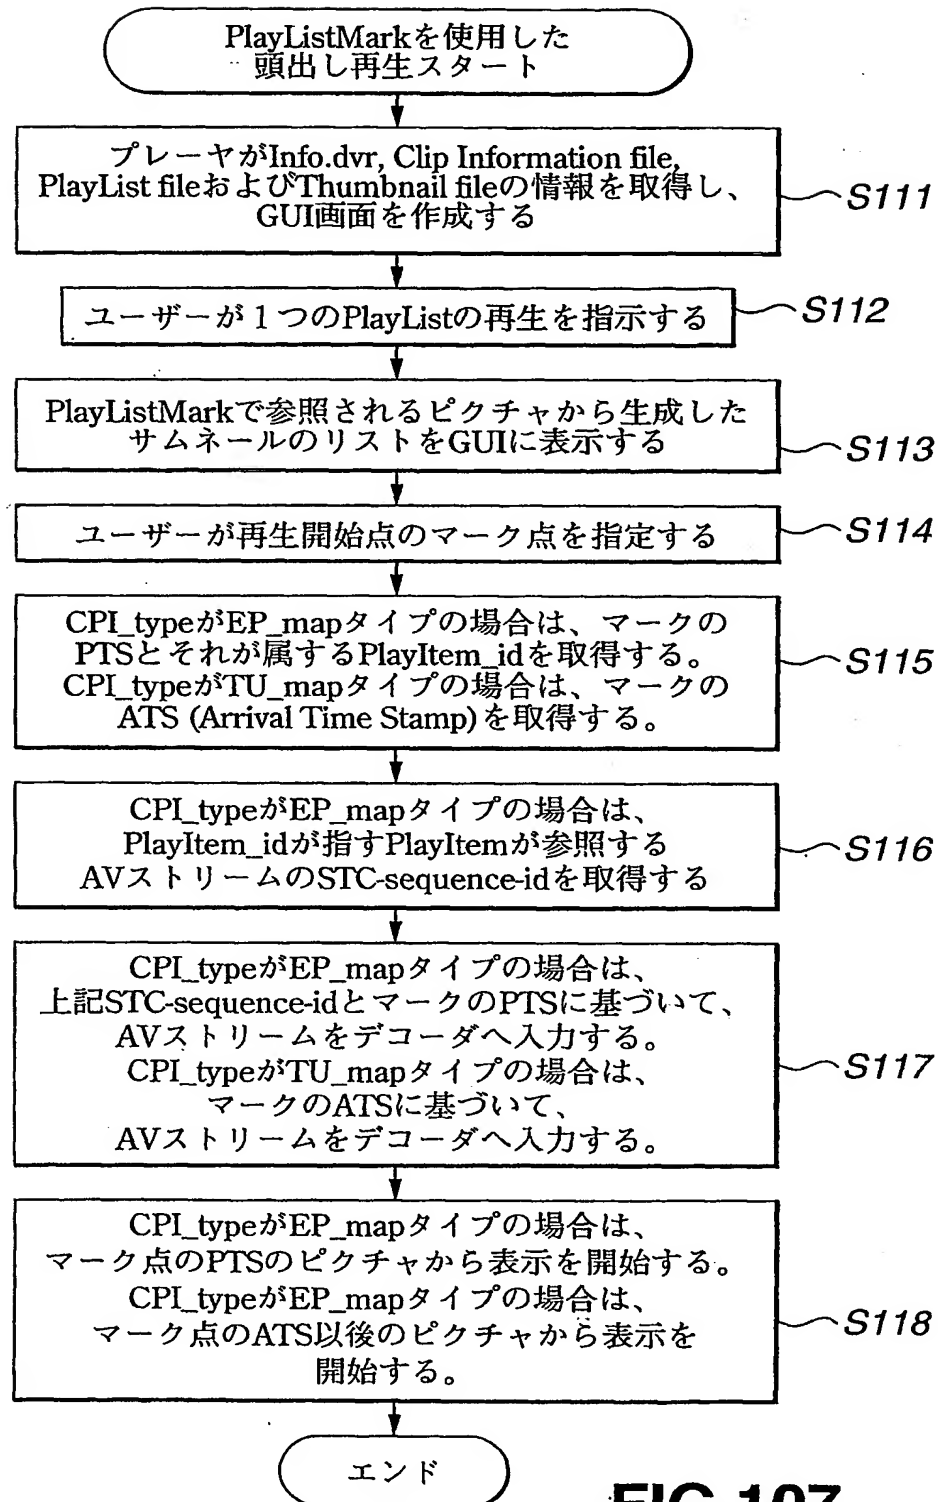 PlayListMarkを使用した
頭出し再生スタート
プレーヤがInfo.dvr, Clip Information file,
PlayList fileおよびThumbnail fileの情報を取得し、
GUI画面を作成する
S111
ユーザーが1つのPlayListの再生を指示する
S112
PlayListMarkで参照されるピクチャから生成した
サムネールのリストをGUIに表示する
S113
ユーザーが再生開始点のマーク点を指定する
S114
CPI_typeがEP_mapタイプの場合は、マークの
PTSとそれが属するPlayItem_idを取得する。
CPI_typeがTU_mapタイプの場合は、マークの
ATS (Arrival Time Stamp)を取得する。
S115
CPI_typeがEP_mapタイプの場合は、
PlayItem_idが指すPlayItemが参照する
AVストリームのSTC-sequence-idを取得する
S116
CPI_typeがEP_mapタイプの場合は、
上記STC-sequence-idとマークのPTSに基づいて、
AVストリームをデコーダへ入力する。
CPI_typeがTU_mapタイプの場合は、
マークのATSに基づいて、
AVストリームをデコーダへ入力する。
S117
CPI_typeがEP_mapタイプの場合は、
マーク点のPTSのピクチャから表示を開始する。
CPI_typeがEP_mapタイプの場合は、
マーク点のATS以後のピクチャから表示を
開始する。
S118
エンド
FIG.107